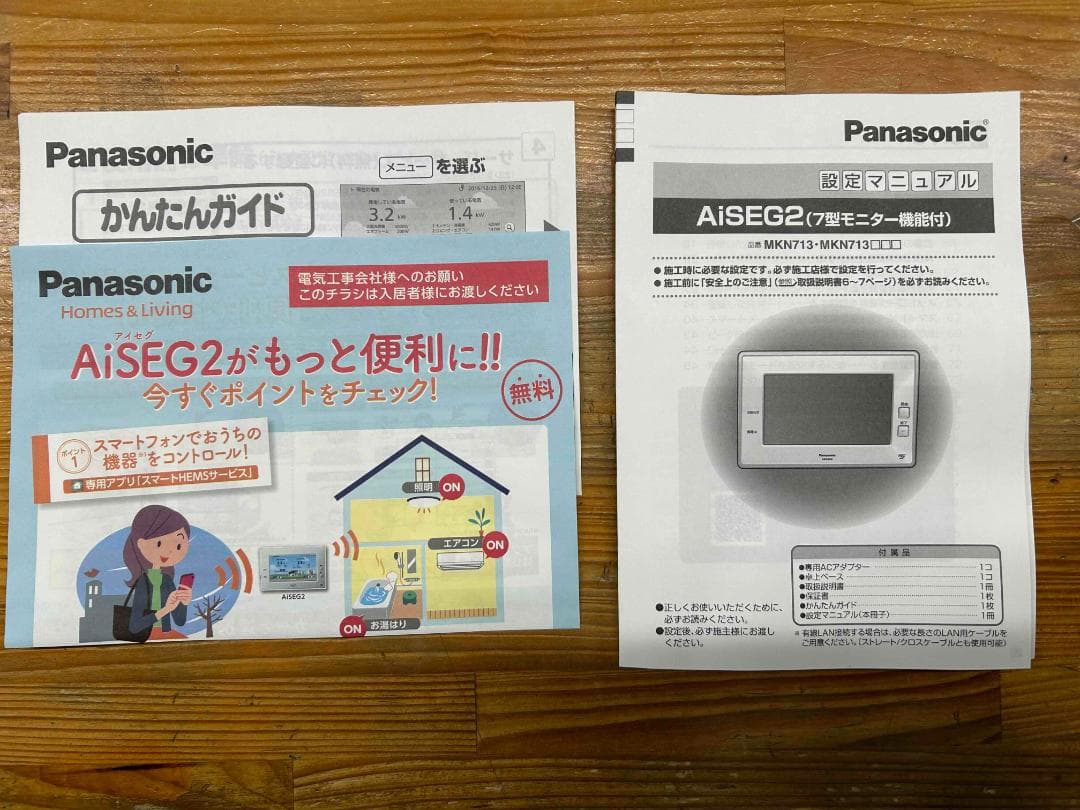 Panasonic
メニュー を選ぶ
かんたんガイド
3.2 kW
1.4 kW
Panasonic
Homes & Living
電気工事会社様へのお願い
このチラシは入居者様にお渡しください
アイセグ
AiSEG2がもっと便利に!!
今すぐポイントをチェック!
無料
ポイント
1
スマートフォンでおうちの
機器※1をコントロール!
専用アプリ「スマートHEMSサービス」
照明 ON
エアコン ON
AiSEG2
ON お湯はり
Panasonic®
設定マニュアル
AiSEG2(7型モニター機能付)
品番 MKN713・MKN713□□□
●施工時に必要な設定です。必ず施工店様で設定を行ってください。
●施工前に「安全上のご注意」(参照 取扱説明書6〜7ページ)を必ずお読みください。
Panasonic
付属品
●専用ACアダプター 1コ
●卓上ベース 1コ
●取扱説明書 1冊
●保証書 1枚
●かんたんガイド 1枚
●設定マニュアル(本冊子) 1冊
※有線LAN接続する場合は、必要な長さのLAN用ケーブルを
ご用意ください。(ストレート/クロスケーブルとも使用可能)
●正しくお使いいただくために、
必ずお読みください。
●設定後、必ず施主様にお渡し
ください。